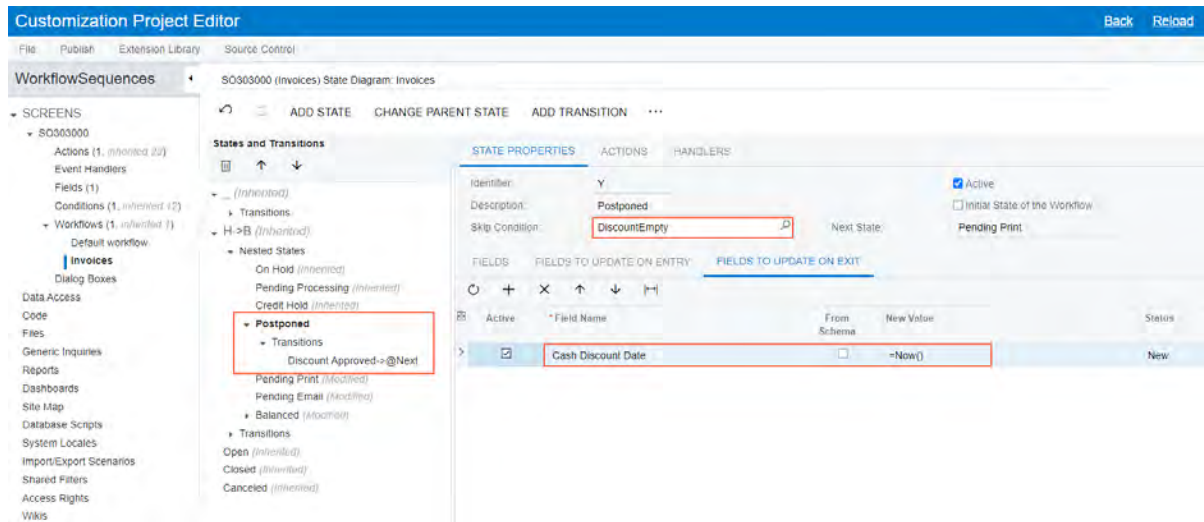 Customization Project Editor
Back Reload
File Publish Extension Library Source Control
WorkflowSequences
SO303000 (Invoices) State Diagram: Invoices
SCREENS
SO303000
Actions (1, inherited 22)
Event Handlers
Fields (1)
Conditions (1, inherited 12)
Workflows (1, inherited 1)
Default workflow
Invoices
Dialog Boxes
Data Access
Code
Files
Generic Inquiries
Reports
Dashboards
Site Map
Database Scripts
System Locales
Import/Export Scenarios
Shared Filters
Access Rights
Wikis
ADD STATE CHANGE PARENT STATE ADD TRANSITION ...
States and Transitions
_ (Inherited)
Transitions
H->B (Inherited)
Nested States
On Hold (Inherited)
Pending Processing (Inherited)
Credit Hold (Inherited)
Postponed
Transitions
Discount Approved->@Next
Pending Print (Modified)
Pending Email (Modified)
Balanced (Modified)
Transitions
Open (Inherited)
Closed (Inherited)
Canceled (Inherited)
STATE PROPERTIES ACTIONS HANDLERS
Identifier: Y Active
Description: Postponed Initial State of the Workflow
Skip Condition: DiscountEmpty Next State: Pending Print
FIELDS FIELDS TO UPDATE ON ENTRY FIELDS TO UPDATE ON EXIT
Active *Field Name From Schema New Value Status
Cash Discount Date =Now() New